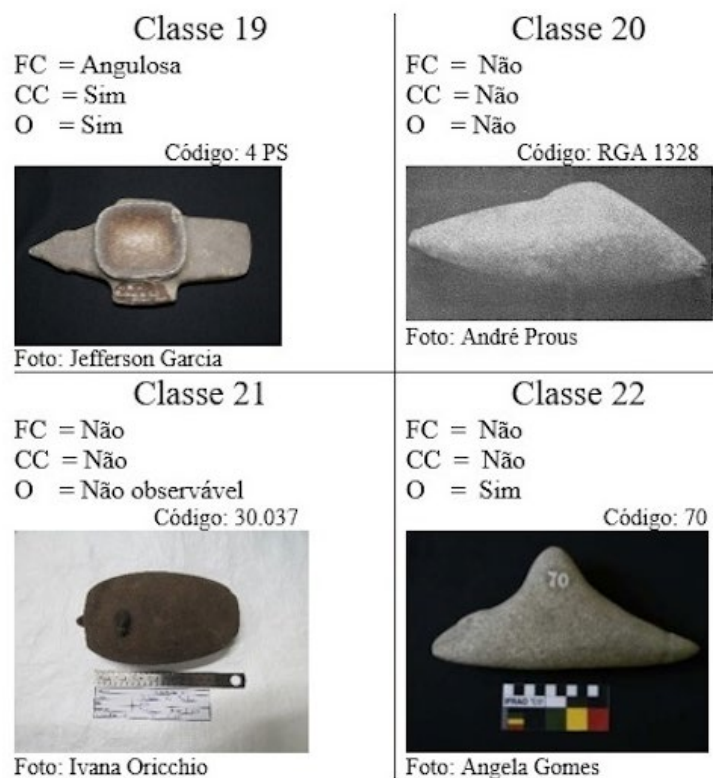 Classe 19
FC = Angulosa
CC = Sim
O = Sim
Código: 4 PS
Foto: Jefferson Garcia
Classe 20
FC = Não
CC = Não
O = Não
Código: RGA 1328
Foto: André Prous
Classe 21
FC = Não
CC = Não
O = Não observável
Código: 30.037
Foto: Ivana Oricchio
Classe 22
FC = Não
CC = Não
O = Sim
Código: 70
70
Foto: Angela Gomes